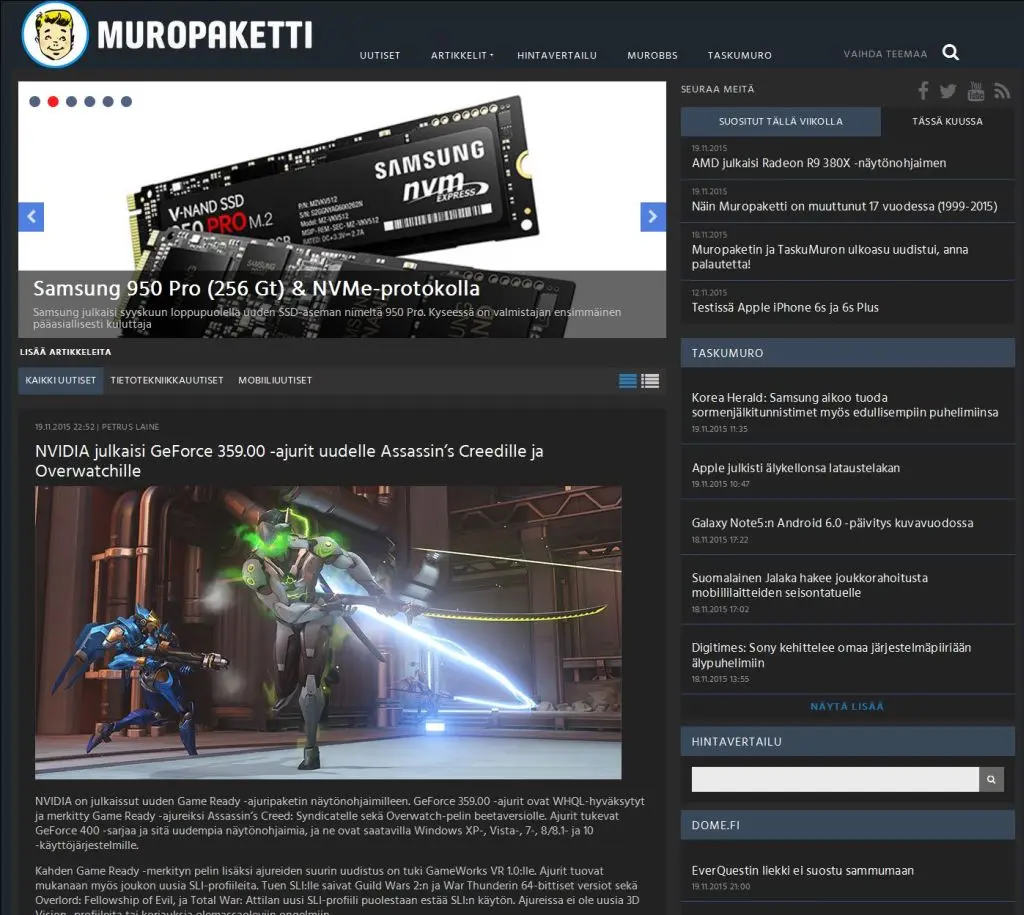 MUROPAKETTI
UUTISET ARTIKKELIT HINTAVERTAILU MUROBBS TASKUMURO VAIHDA TEEMAA
SAMSUNG
nvm
EXPRESS
V-NAND SSD
950 PRO M.2
Samsung 950 Pro (256 Gt) & NVMe-protokolla
Samsung julkaisi syyskuun loppupuolella uuden SSD-aseman nimeltä 950 Pro. Kyseessä on valmistajan ensimmäinen
pääasiallisesti kuluttaja
LISÄÄ ARTIKKELEITA
KAIKKI UUTISET TIETOTEKNIIKKAUUTISET MOBIILIUUTISET
19.11.2015 22:52 | PETRUS LAINE
NVIDIA julkaisi GeForce 359.00 -ajurit uudelle Assassin’s Creedille ja
Overwatchille
NVIDIA on julkaissut uuden Game Ready -ajuripaketin näytönohjaimilleen. GeForce 359.00 -ajurit ovat WHQL-hyväksytyt
ja merkitty Game Ready -ajureiksi Assassin’s Creed: Syndicatelle sekä Overwatch-pelin beetaversiolle. Ajurit tukevat
GeForce 400 -sarjaa ja sitä uudempia näytönohjaimia, ja ne ovat saatavilla Windows XP-, Vista-, 7-, 8/8.1- ja 10
-käyttöjärjestelmille.
Kahden Game Ready -merkityn pelin lisäksi ajureiden suurin uudistus on tuki GameWorks VR 1.0:lle. Ajurit tuovat
mukanaan myös joukon uusia SLI-profiileita. Tuen SLI:lle saivat Guild Wars 2:n ja War Thunderin 64-bittiset versiot sekä
Overlord: Fellowship of Evil, ja Total War: Attilan uusi SLI-profiili puolestaan estää SLI:n käytön. Ajureissa ei ole uusia 3D
Vision -profiileita tai korjauksia olemassaoleviin ongelmiin.
SEURAA MEITÄ
SUOSITUT TÄLLÄ VIIKOLLA TÄSSÄ KUUSSA
19.11.2015
AMD julkaisi Radeon R9 380X -näytönohjaimen
19.11.2015
Näin Muropaketti on muuttunut 17 vuodessa (1999-2015)
18.11.2015
Muropaketin ja TaskuMuron ulkoasu uudistui, anna
palautetta!
12.11.2015
Testissä Apple iPhone 6s ja 6s Plus
TASKUMURO
Korea Herald: Samsung aikoo tuoda
sormenjälkitunnistimet myös edullisempiin puhelimiinsa
19.11.2015 11:35
Apple julkisti älykellonsa lataustelakan
19.11.2015 10:47
Galaxy Note5:n Android 6.0 -päivitys kuvavuodossa
18.11.2015 17:22
Suomalainen Jalaka hakee joukkorahoitusta
mobiililaitteiden seisontatuelle
18.11.2015 17:02
Digitimes: Sony kehittelee omaa järjestelmäpiiriään
älypuhelimiin
18.11.2015 13:55
NÄYTÄ LISÄÄ
HINTAVERTAILU
DOME.FI
EverQuestin liekki ei suostu sammumaan
19.11.2015 21:00